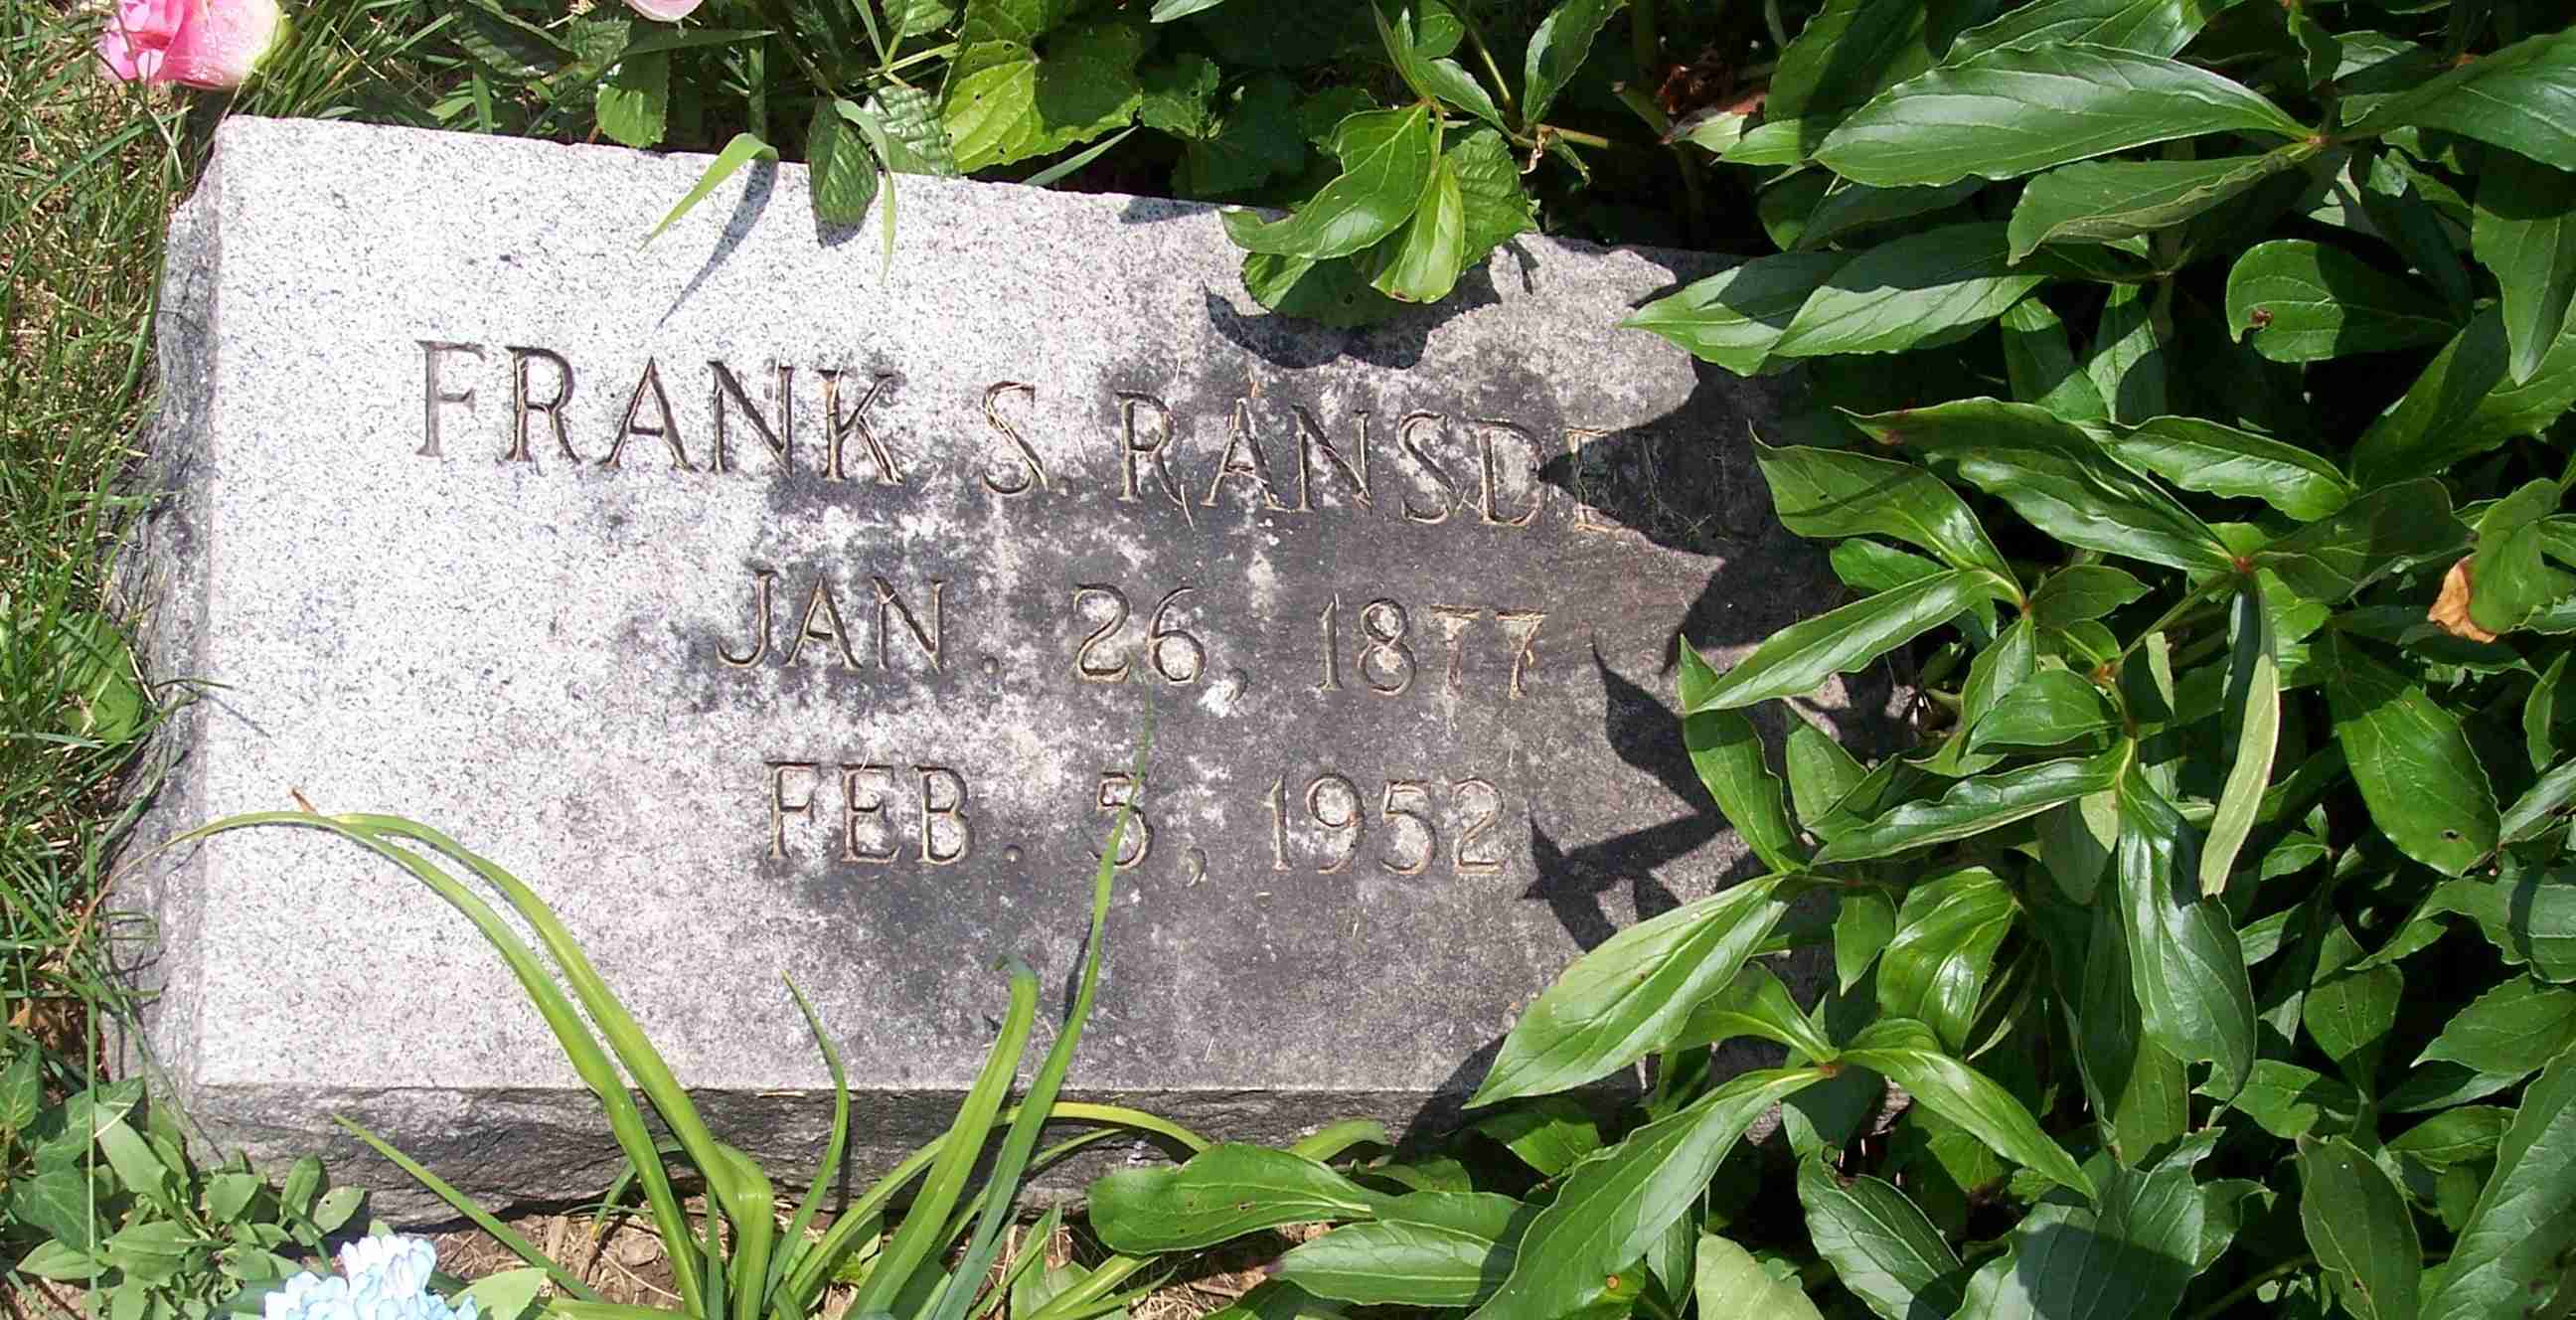 FRANK S. RANSDE
JAN. 26, 1877
FEB. 5, 1952